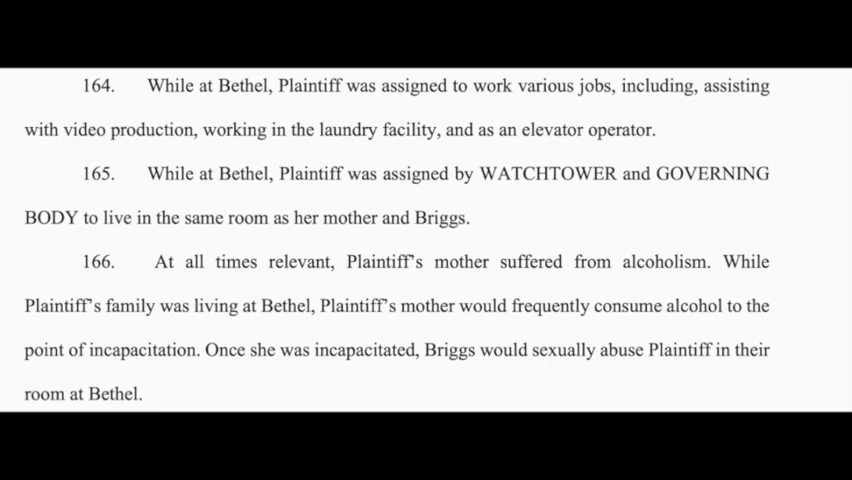 164. While at Bethel, Plaintiff was assigned to work various jobs, including, assisting
with video production, working in the laundry facility, and as an elevator operator.
165. While at Bethel, Plaintiff was assigned by WATCHTOWER and GOVERNING
BODY to live in the same room as her mother and Briggs.
166. At all times relevant, Plaintiff's mother suffered from alcoholism. While
Plaintiff's family was living at Bethel, Plaintiff's mother would frequently consume alcohol to the
point of incapacitation. Once she was incapacitated, Briggs would sexually abuse Plaintiff in their
room at Bethel.